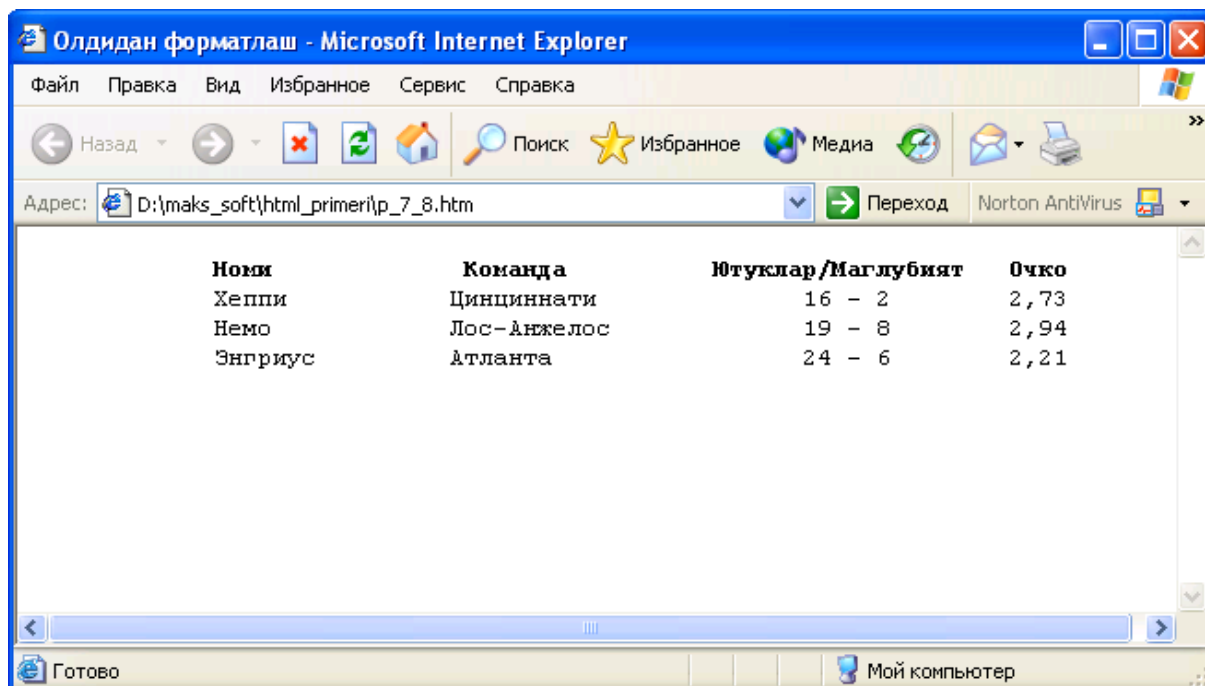 Олдидан форматлаш - Microsoft Internet Explorer
Файл Правка Вид Избранное Сервис Справка
Назад Поиск Избранное Медиа »
Адрес: D:\maks_soft\html_primeri\p_7_8.htm Переход Norton AntiVirus
Номи Команда Ютуклар/Маглубият Очко
Хеппи Цинциннати 16 - 2 2,73
Немо Лос-Анжелос 19 - 8 2,94
Энгриус Атланта 24 - 6 2,21
Готово Мой компьютер